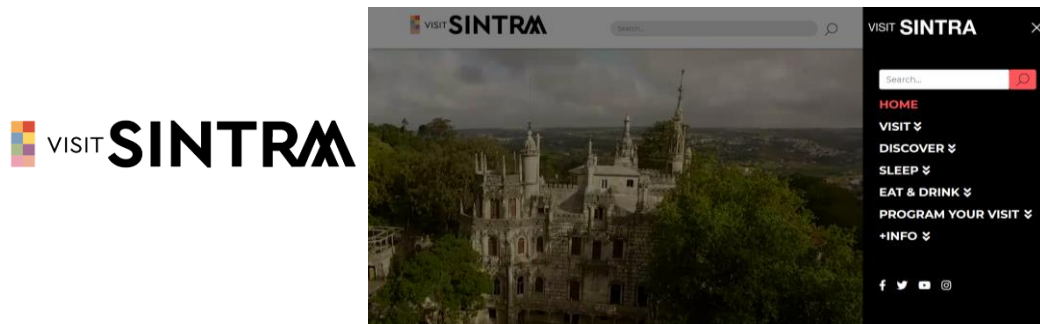 VISIT SINTRA
VISIT SINTRA
Search...
VISIT SINTRA
Search...
HOME
VISIT
DISCOVER
SLEEP
EAT & DRINK
PROGRAM YOUR VISIT
+INFO